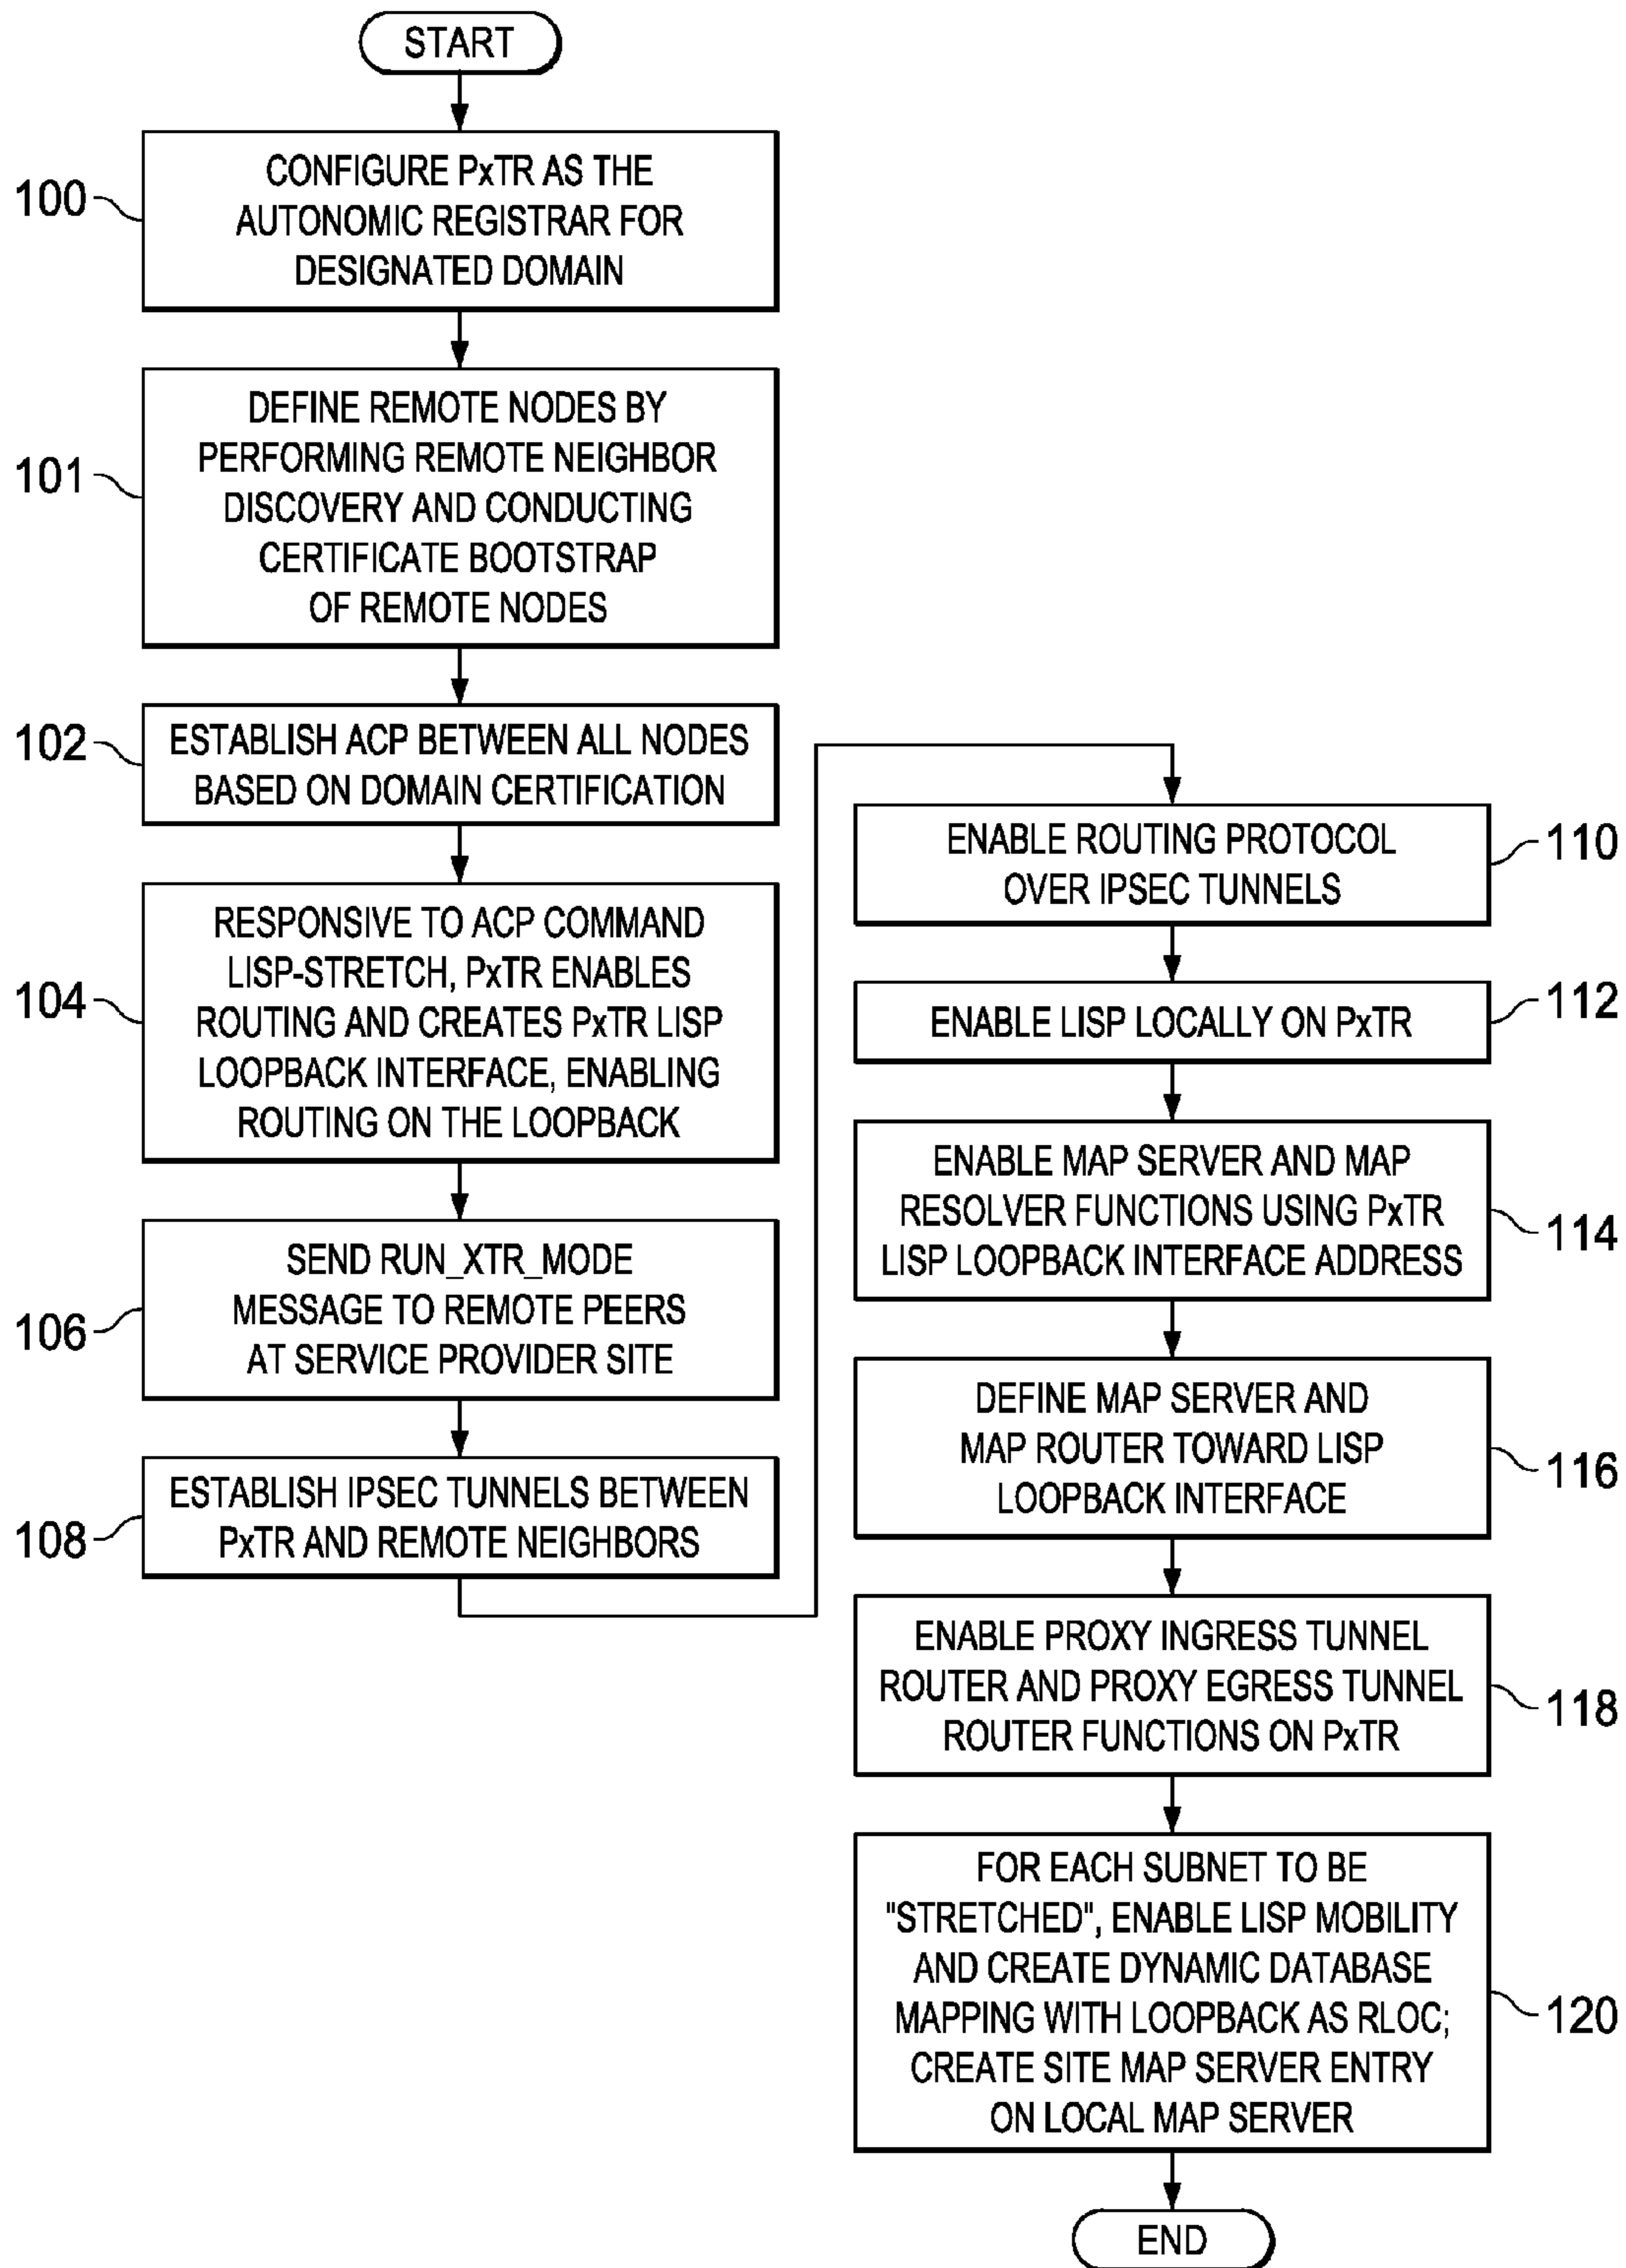 START
100
CONFIGURE PxTR AS THE
AUTONOMIC REGISTRAR FOR
DESIGNATED DOMAIN
101
DEFINE REMOTE NODES BY
PERFORMING REMOTE NEIGHBOR
DISCOVERY AND CONDUCTING
CERTIFICATE BOOTSTRAP
OF REMOTE NODES
102
ESTABLISH ACP BETWEEN ALL NODES
BASED ON DOMAIN CERTIFICATION
104
RESPONSIVE TO ACP COMMAND
LISP-STRETCH, PxTR ENABLES
ROUTING AND CREATES PxTR LISP
LOOPBACK INTERFACE, ENABLING
ROUTING ON THE LOOPBACK
106
SEND RUN_XTR_MODE
MESSAGE TO REMOTE PEERS
AT SERVICE PROVIDER SITE
108
ESTABLISH IPSEC TUNNELS BETWEEN
PxTR AND REMOTE NEIGHBORS
ENABLE ROUTING PROTOCOL
OVER IPSEC TUNNELS
110
ENABLE LISP LOCALLY ON PxTR
112
ENABLE MAP SERVER AND MAP
RESOLVER FUNCTIONS USING PxTR
LISP LOOPBACK INTERFACE ADDRESS
114
DEFINE MAP SERVER AND
MAP ROUTER TOWARD LISP
LOOPBACK INTERFACE
116
ENABLE PROXY INGRESS TUNNEL
ROUTER AND PROXY EGRESS TUNNEL
ROUTER FUNCTIONS ON PxTR
118
FOR EACH SUBNET TO BE
"STRETCHED", ENABLE LISP MOBILITY
AND CREATE DYNAMIC DATABASE
MAPPING WITH LOOPBACK AS RLOC;
CREATE SITE MAP SERVER ENTRY
ON LOCAL MAP SERVER
120
END